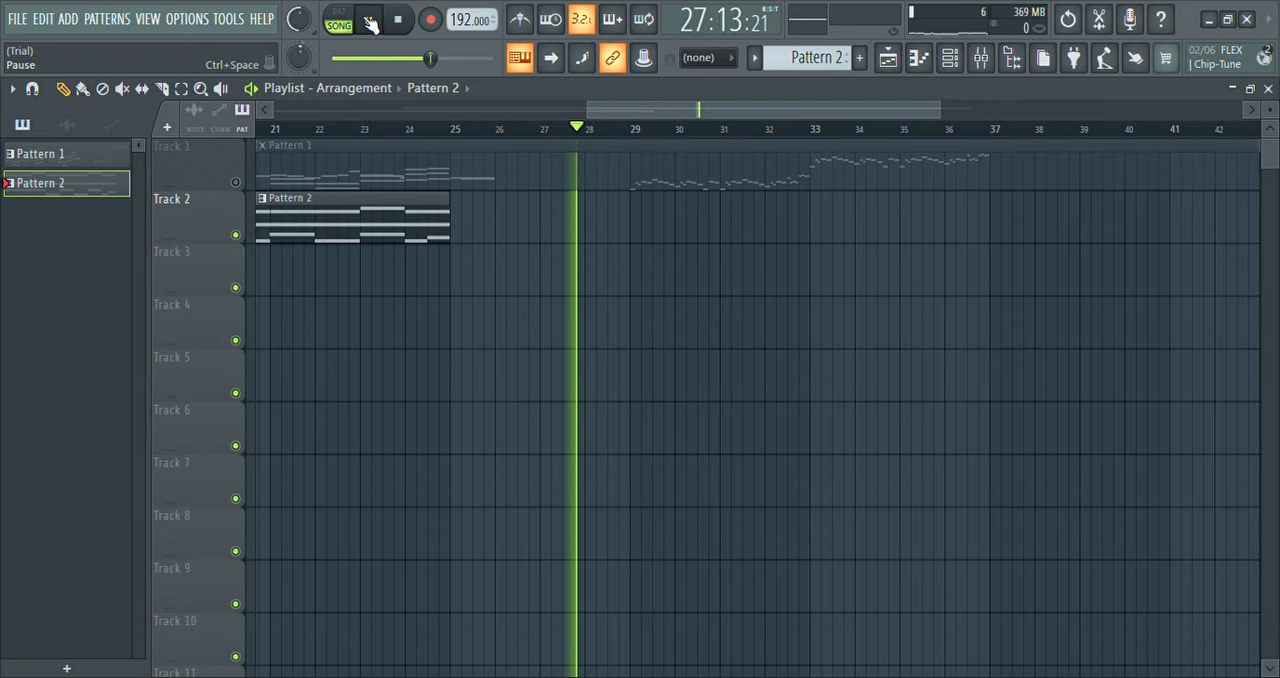 FILE EDIT ADD PATTERNS VIEW OPTIONS TOOLS HELP
PAT
SONG
192.000
3.2
27:13:21
B:S:T
6
369 MB
0
(Trial)
Pause
Ctrl+Space
(none)
Pattern 2
02/06 FLEX
| Chip-Tune
Playlist - Arrangement
Pattern 2
NOTE CHAN PAT
21 22 23 24 25 26 27 28 29 30 31 32 33 34 35 36 37 38 39 40 41 42
Pattern 1
Pattern 2
Track 1
Pattern 1
Track 2
Pattern 2
Track 3
Track 4
Track 5
Track 6
Track 7
Track 8
Track 9
Track 10
Track 11